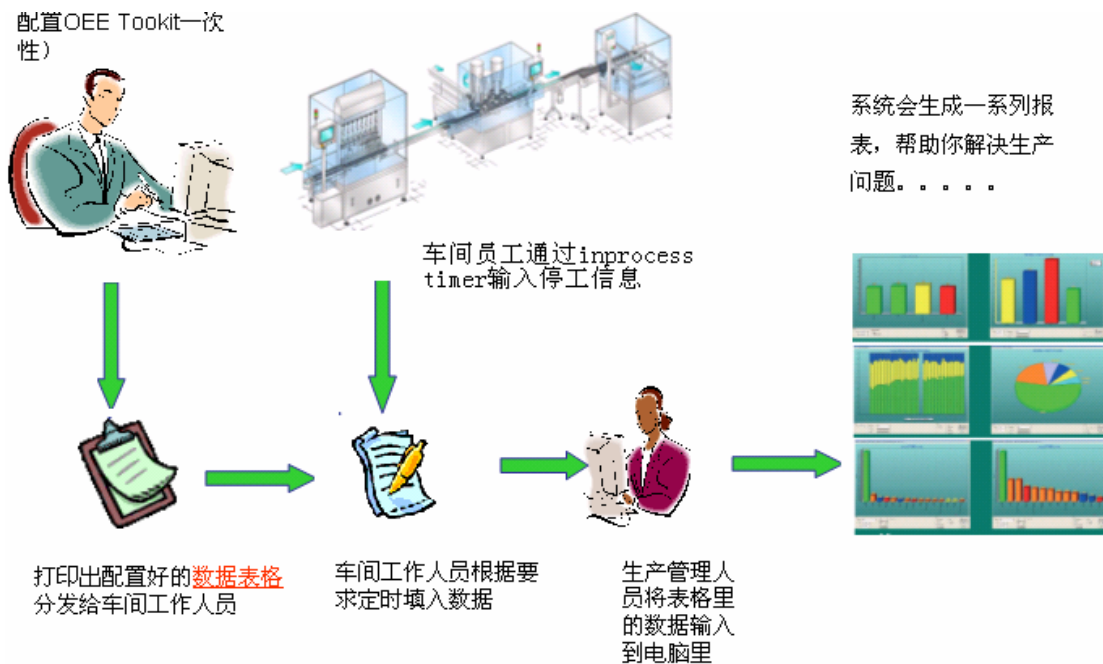 配置OEE Tookit一次
性）
系统会生成一系列报
表，帮助你解决生产
问题。。。。。
车间员工通过inprocess
timer输入停工信息
打印出配置好的数据表格
分发给车间工作人员
车间工作人员根据要
求定时填入数据
生产管理人
员将表格里
的数据输入
到电脑里